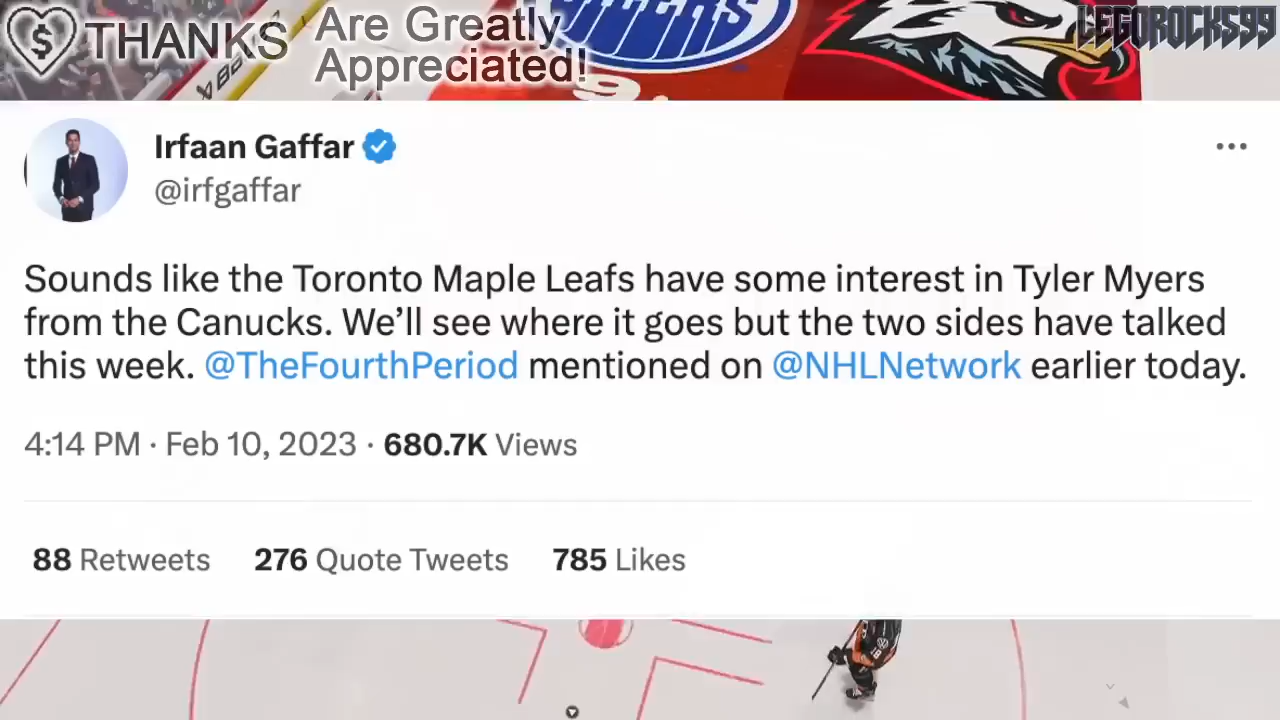 THANKS
Are Greatly
Appreciated!
LEGOROCKS99
Irfaan Gaffar
@irfgaffar
Sounds like the Toronto Maple Leafs have some interest in Tyler Myers
from the Canucks. We’ll see where it goes but the two sides have talked
this week. @TheFourthPeriod mentioned on @NHLNetwork earlier today.
4:14 PM · Feb 10, 2023 · 680.7K Views
88 Retweets 276 Quote Tweets 785 Likes